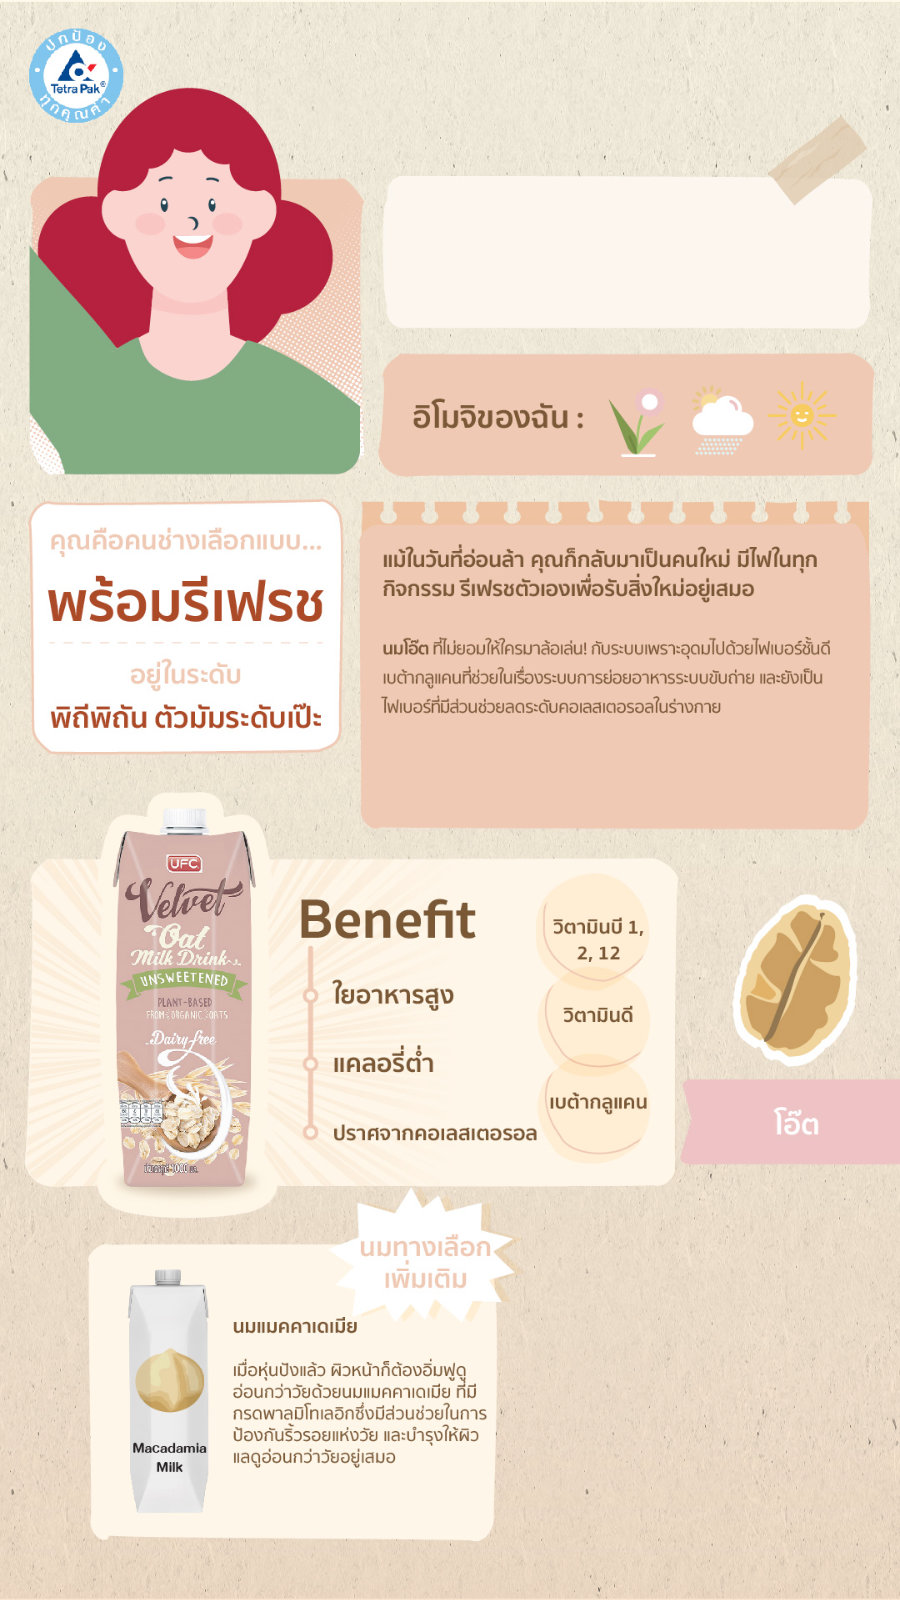 ปกป้อง
Tetra Pak®
ทุกคุณค่า
อิโมจิของฉัน :
คุณคือคนช่างเลือกแบบ...
พร้อมรีเฟรช
อยู่ในระดับ
พิถีพิถัน ตัวมัมระดับเป๊ะ
แม้ในวันที่อ่อนล้า คุณก็กลับมาเป็นคนใหม่ มีไฟในทุก
กิจกรรม รีเฟรชตัวเองเพื่อรับสิ่งใหม่อยู่เสมอ
นมโอ๊ต ที่ไม่ยอมให้ใครมาล้อเล่น! กับระบบเพราะอุดมไปด้วยไฟเบอร์ชั้นดี
เบต้ากลูแคนที่ช่วยในเรื่องระบบการย่อยอาหารระบบขับถ่าย และยังเป็น
ไฟเบอร์ที่มีส่วนช่วยลดระดับคอเลสเตอรอลในร่างกาย
UFC
Velvet
Oat
Milk Drink
UNSWEETENED
PLANT-BASED
FROM ORGANIC OATS
Dairy free
Benefit
ใยอาหารสูง
แคลอรี่ต่ำ
ปราศจากคอเลสเตอรอล
วิตามินบี 1,
2, 12
วิตามินดี
เบต้ากลูแคน
โอ๊ต
นมทางเลือก
เพิ่มเติม
นมแมคคาเดเมีย
เมื่อหุ่นปังแล้ว ผิวหน้าก็ต้องอิ่มฟูดู
อ่อนกว่าวัยด้วยนมแมคคาเดเมีย ที่มี
กรดพาลมิโทเลอิกซึ่งมีส่วนช่วยในการ
ป้องกันริ้วรอยแห่งวัย และบำรุงให้ผิว
แลดูอ่อนกว่าวัยอยู่เสมอ
Macadamia
Milk